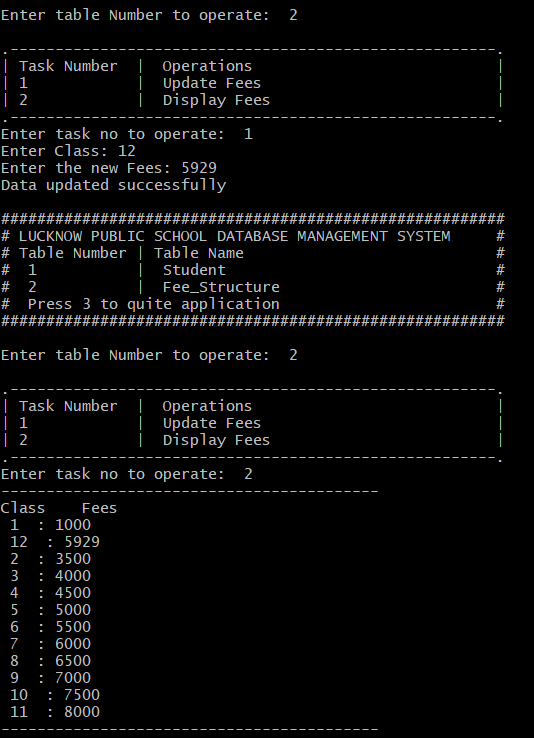 Enter table Number to operate:  2
.------------------------------------------------------.
| Task Number  |  Operations                           |
| 1            |  Update Fees                          |
| 2            |  Display Fees                         |
.------------------------------------------------------.
Enter task no to operate:  1
Enter Class: 12
Enter the new Fees: 5929
Data updated successfully
########################################################
# LUCKNOW PUBLIC SCHOOL DATABASE MANAGEMENT SYSTEM     #
# Table Number | Table Name                            #
#  1           |  Student                              #
#  2           |  Fee_Structure                        #
#  Press 3 to quite application                        #
########################################################
Enter table Number to operate:  2
.------------------------------------------------------.
| Task Number  |  Operations                           |
| 1            |  Update Fees                          |
| 2            |  Display Fees                         |
.------------------------------------------------------.
Enter task no to operate:  2
------------------------------------------
Class    Fees
 1  : 1000
 12  : 5929
 2  : 3500
 3  : 4000
 4  : 4500
 5  : 5000
 6  : 5500
 7  : 6000
 8  : 6500
 9  : 7000
 10  : 7500
 11  : 8000
------------------------------------------